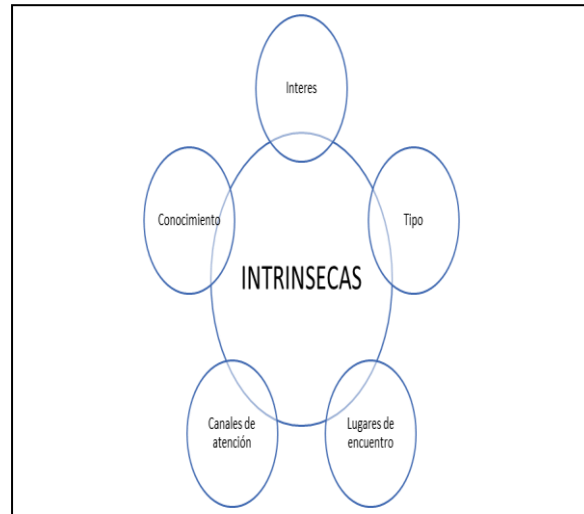 Interes
Conocimiento
Tipo
INTRINSECAS
Canales de
atención
Lugares de
encuentro